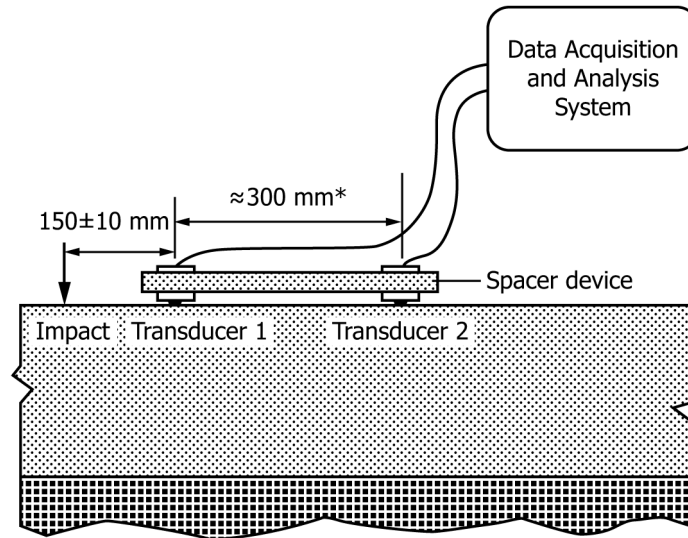 Data Acquisition
and Analysis
System
≈300 mm*
150±10 mm
Spacer device
Impact
Transducer 1
Transducer 2